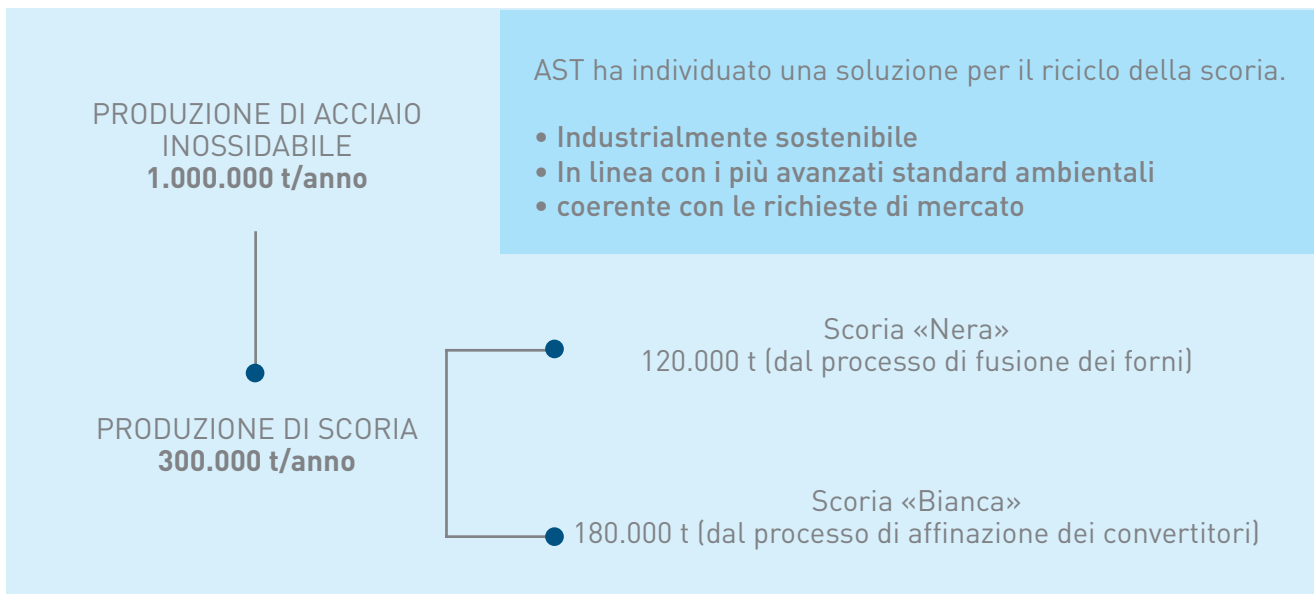 PRODUZIONE DI ACCIAIO
INOSSIDABILE
1.000.000 t/anno
AST ha individuato una soluzione per il riciclo della scoria.
• Industrialmente sostenibile
• In linea con i più avanzati standard ambientali
• coerente con le richieste di mercato
PRODUZIONE DI SCORIA
300.000 t/anno
Scoria «Nera»
120.000 t (dal processo di fusione dei forni)
Scoria «Bianca»
180.000 t (dal processo di affinazione dei convertitori)